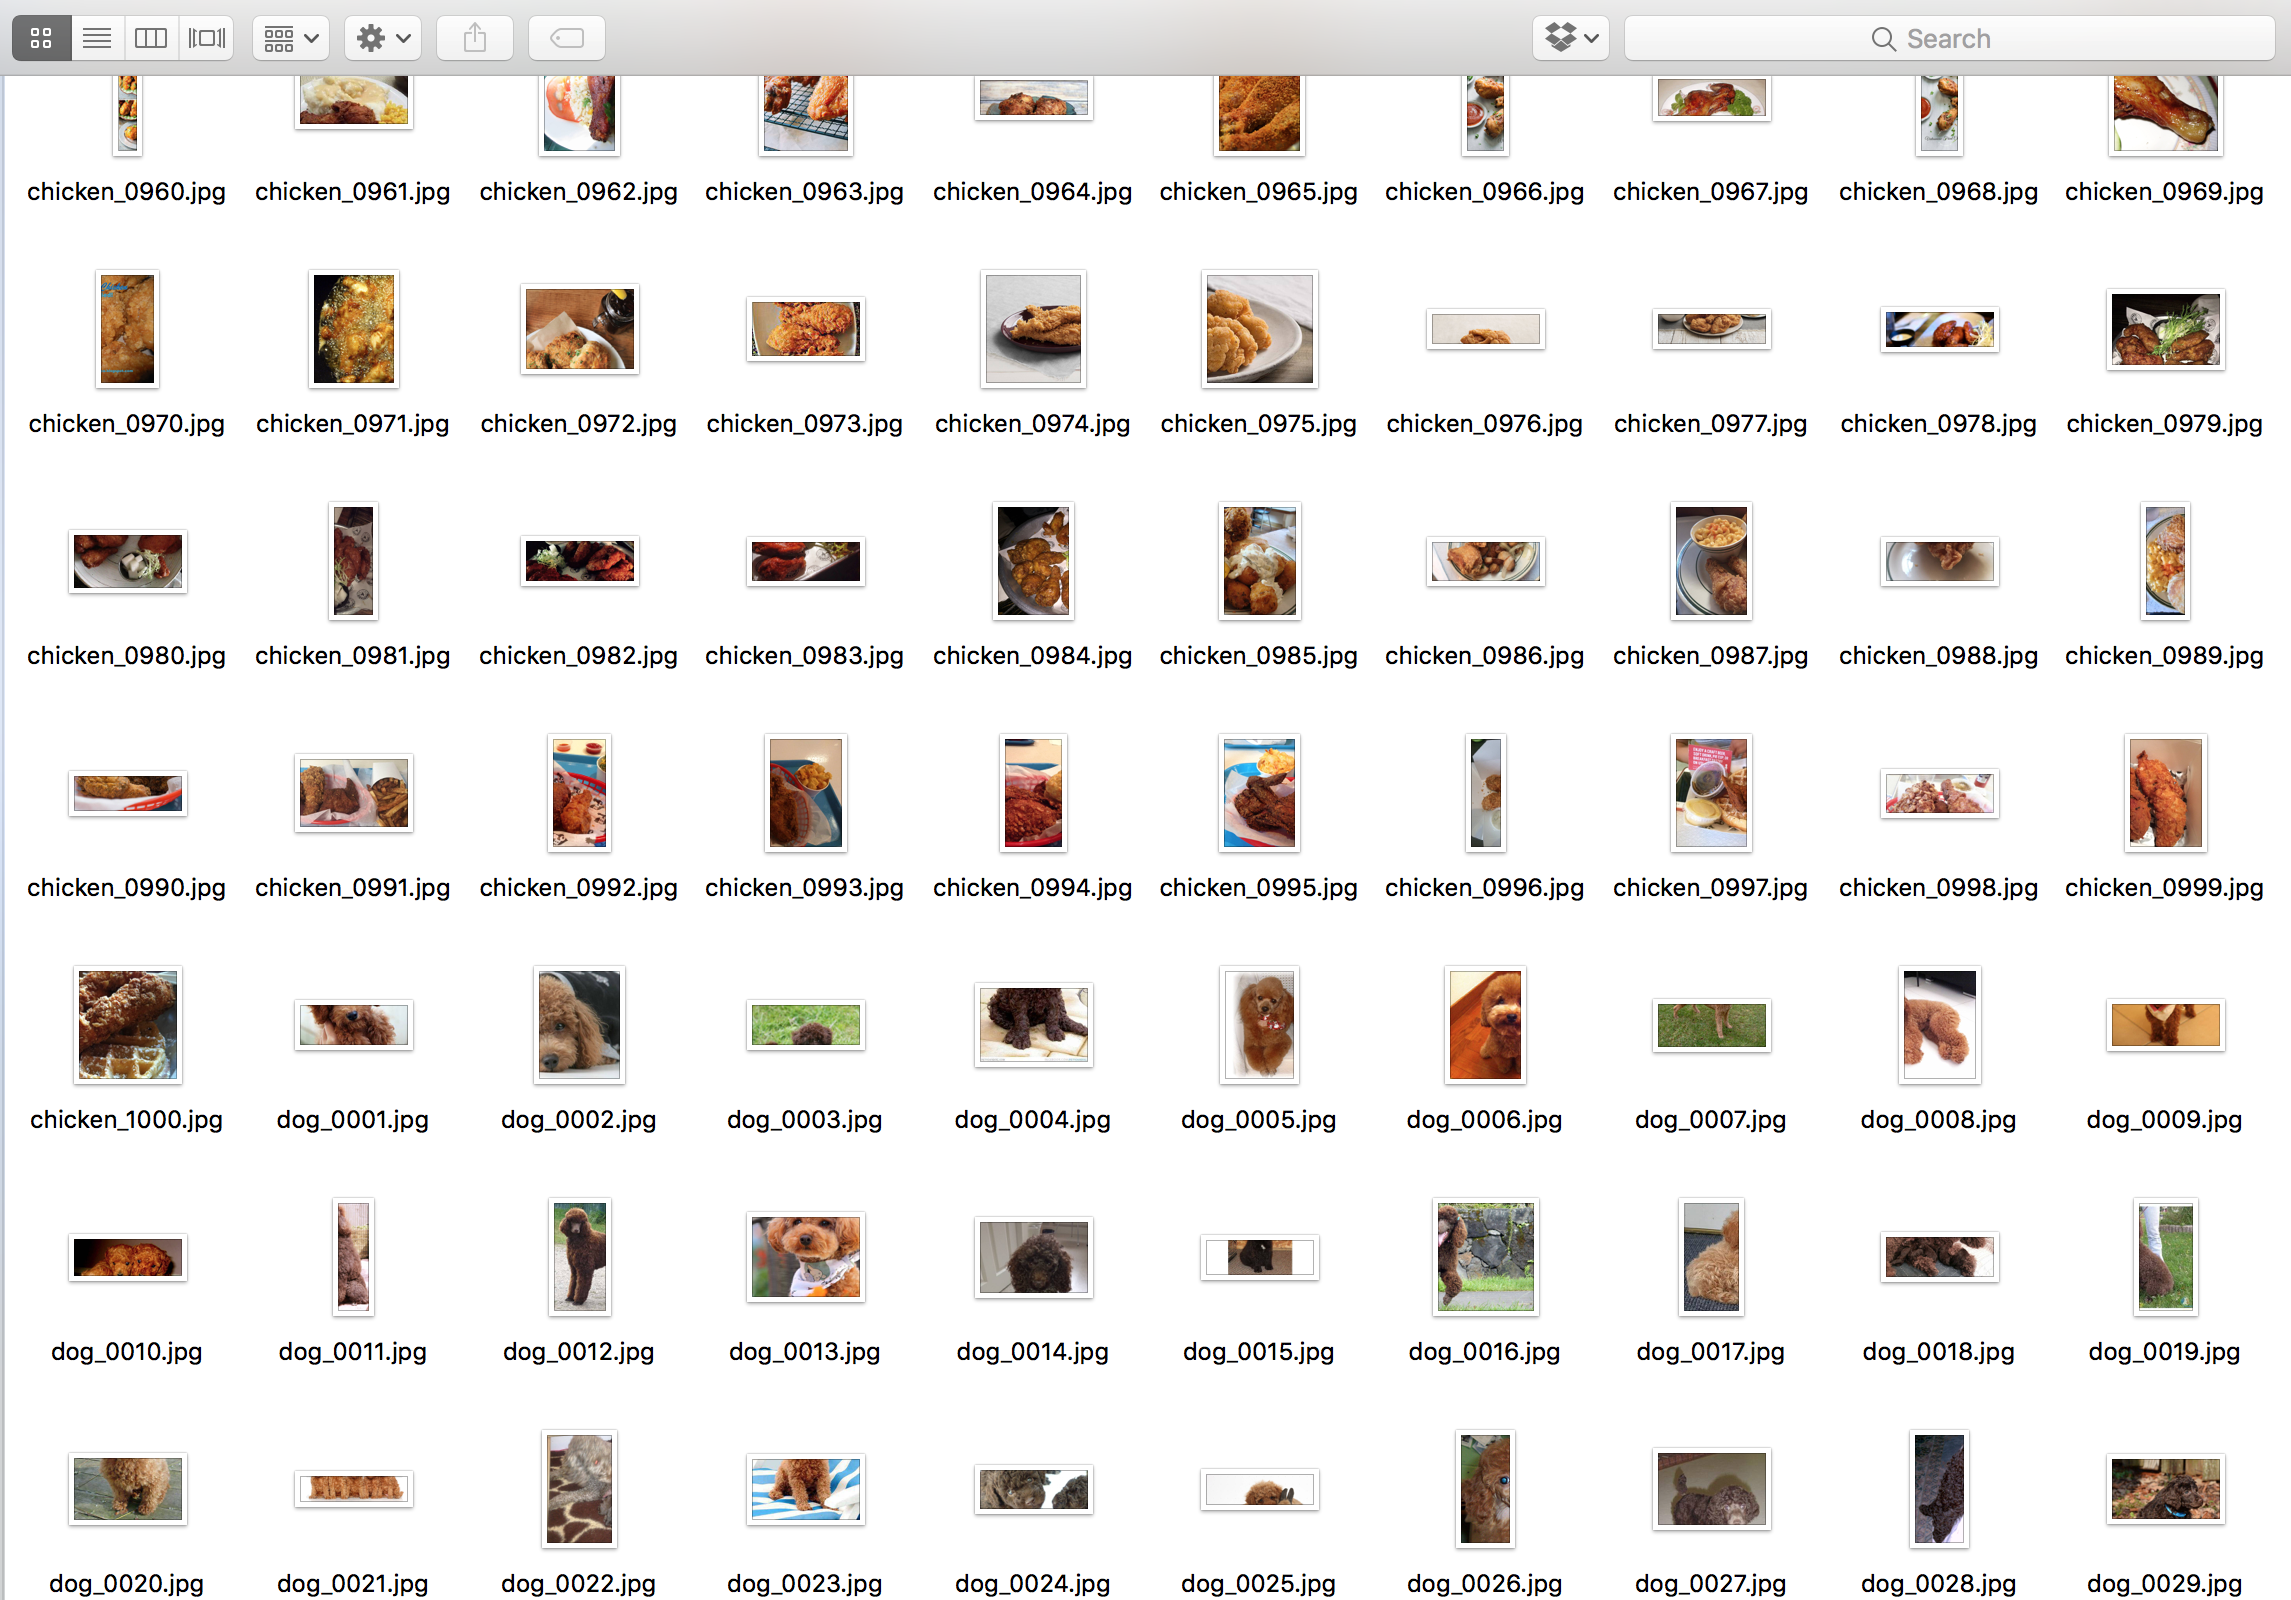 Search
chicken_0960.jpg chicken_0961.jpg chicken_0962.jpg chicken_0963.jpg chicken_0964.jpg chicken_0965.jpg chicken_0966.jpg chicken_0967.jpg chicken_0968.jpg chicken_0969.jpg
chicken_0970.jpg chicken_0971.jpg chicken_0972.jpg chicken_0973.jpg chicken_0974.jpg chicken_0975.jpg chicken_0976.jpg chicken_0977.jpg chicken_0978.jpg chicken_0979.jpg
chicken_0980.jpg chicken_0981.jpg chicken_0982.jpg chicken_0983.jpg chicken_0984.jpg chicken_0985.jpg chicken_0986.jpg chicken_0987.jpg chicken_0988.jpg chicken_0989.jpg
chicken_0990.jpg chicken_0991.jpg chicken_0992.jpg chicken_0993.jpg chicken_0994.jpg chicken_0995.jpg chicken_0996.jpg chicken_0997.jpg chicken_0998.jpg chicken_0999.jpg
chicken_1000.jpg dog_0001.jpg dog_0002.jpg dog_0003.jpg dog_0004.jpg dog_0005.jpg dog_0006.jpg dog_0007.jpg dog_0008.jpg dog_0009.jpg
dog_0010.jpg dog_0011.jpg dog_0012.jpg dog_0013.jpg dog_0014.jpg dog_0015.jpg dog_0016.jpg dog_0017.jpg dog_0018.jpg dog_0019.jpg
dog_0020.jpg dog_0021.jpg dog_0022.jpg dog_0023.jpg dog_0024.jpg dog_0025.jpg dog_0026.jpg dog_0027.jpg dog_0028.jpg dog_0029.jpg